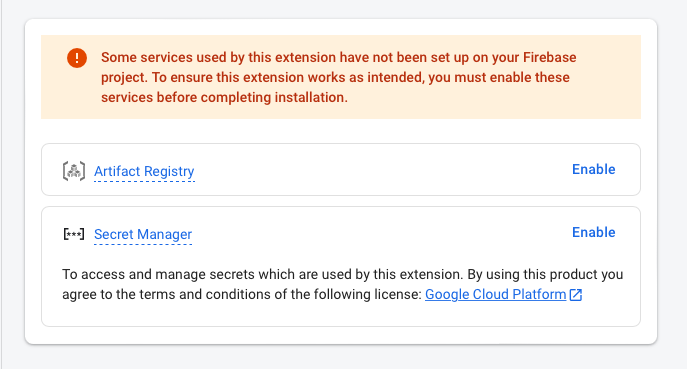 Some services used by this extension have not been set up on your Firebase
project. To ensure this extension works as intended, you must enable these
services before completing installation.
Artifact Registry
Enable
Secret Manager
Enable
To access and manage secrets which are used by this extension. By using this product you
agree to the terms and conditions of the following license: Google Cloud Platform